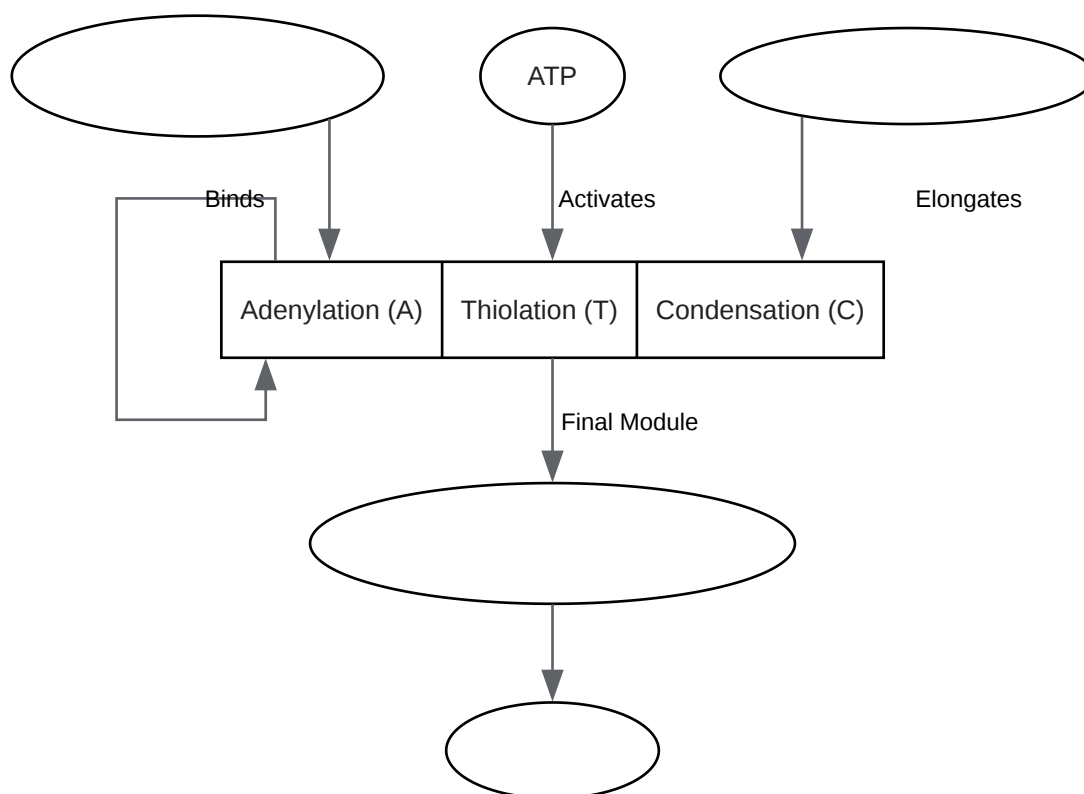 ATP
Binds
Activates
Elongates
Adenylation (A)
Thiolation (T)
Condensation (C)
Final Module